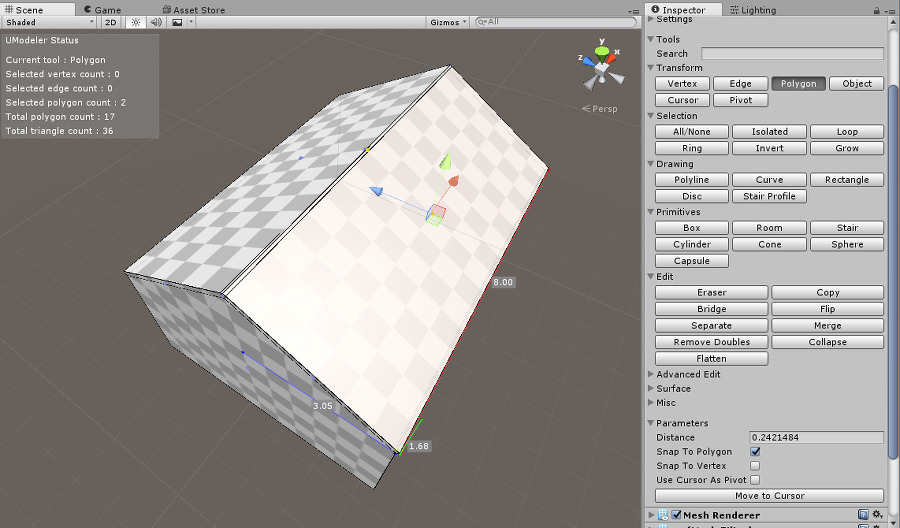 Scene
Game
Asset Store
Shaded
2D
Gizmos
All
UModeler Status
Current tool : Polygon
Selected vertex count : 0
Selected edge count : 0
Selected polygon count : 2
Total polygon count : 17
Total triangle count : 36
y
x
z
Persp
8.00
3.05
1.68
Inspector
Lighting
Settings
Tools
Search
Transform
Vertex Edge Polygon Object
Cursor Pivot
Selection
All/None Isolated Loop
Ring Invert Grow
Drawing
Polyline Curve Rectangle
Disc Stair Profile
Primitives
Box Room Stair
Cylinder Cone Sphere
Capsule
Edit
Eraser Copy
Bridge Flip
Separate Merge
Remove Doubles Collapse
Flatten
Advanced Edit
Surface
Misc
Parameters
Distance 0.2421484
Snap To Polygon
Snap To Vertex
Use Cursor As Pivot
Move to Cursor
Mesh Renderer